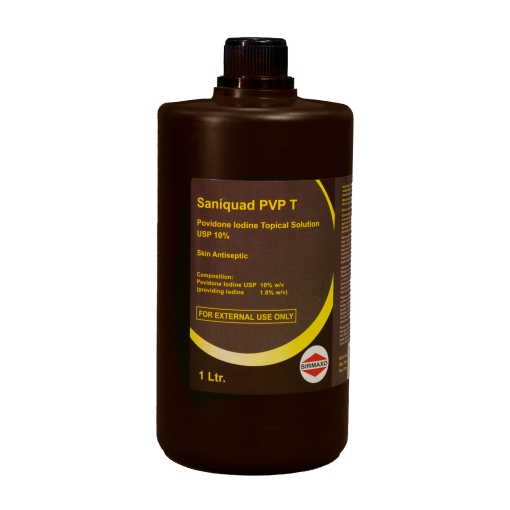 Saniquad PVP T
Povidone Iodine Topical Solution
USP 10%
Skin Antiseptic
Composition:
Povidone Iodine USP 10% w/v
(providing Iodine 1.0% w/v)
FOR EXTERNAL USE ONLY
SIRMAXO
1 Ltr.